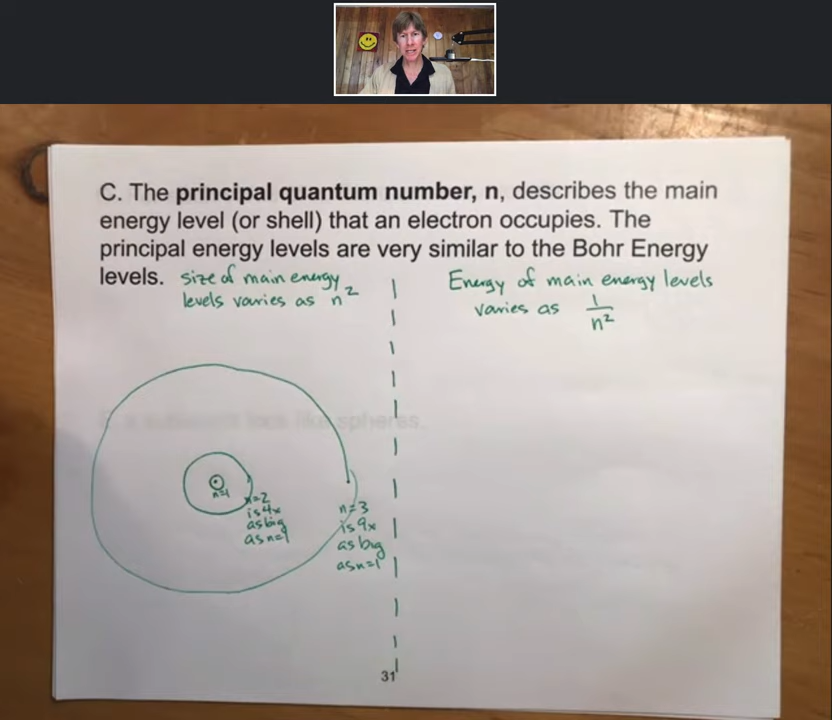 C. The principal quantum number, n, describes the main
energy level (or shell) that an electron occupies. The
principal energy levels are very similar to the Bohr Energy
levels.
size of main energy
levels varies as n²
Energy of main energy levels
varies as 1/n²
n=1
n=2
is 4x
as big
as n=1
n=3
is 9x
as big
as n=1
31